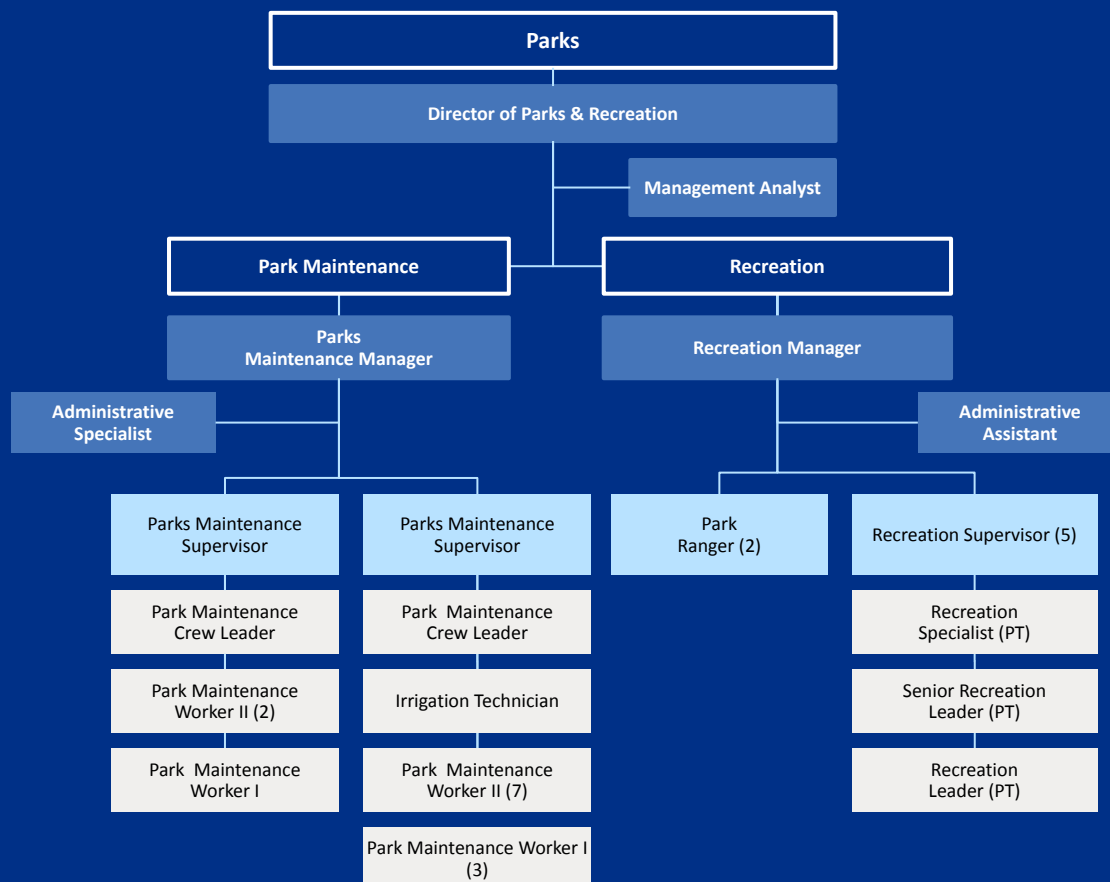 Parks
Director of Parks & Recreation
Management Analyst
Park Maintenance
Recreation
Parks
Maintenance Manager
Recreation Manager
Administrative
Specialist
Administrative
Assistant
Parks Maintenance
Supervisor
Parks Maintenance
Supervisor
Park
Ranger (2)
Recreation Supervisor (5)
Park Maintenance
Crew Leader
Park  Maintenance
Crew Leader
Recreation
Specialist (PT)
Park Maintenance
Worker II (2)
Irrigation Technician
Senior Recreation
Leader (PT)
Park  Maintenance
Worker I
Park  Maintenance
Worker II (7)
Recreation
Leader (PT)
Park Maintenance Worker I
(3)